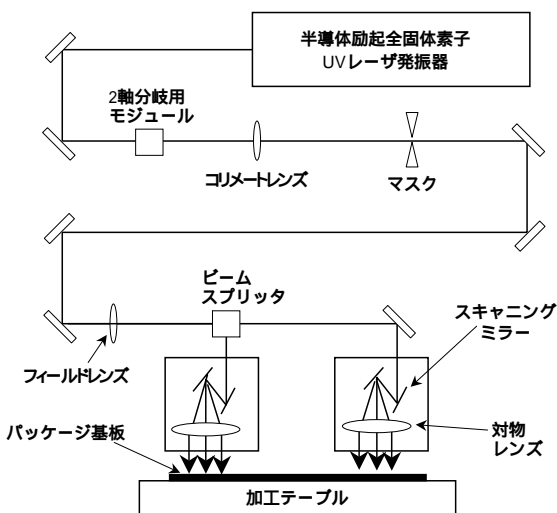 半導体励起全固体素子
UVレーザ発振器
2軸分岐用
モジュール
コリメートレンズ
マスク
ビーム
スプリッタ
スキャニング
ミラー
フィールドレンズ
パッケージ基板
対物
レンズ
加工テーブル